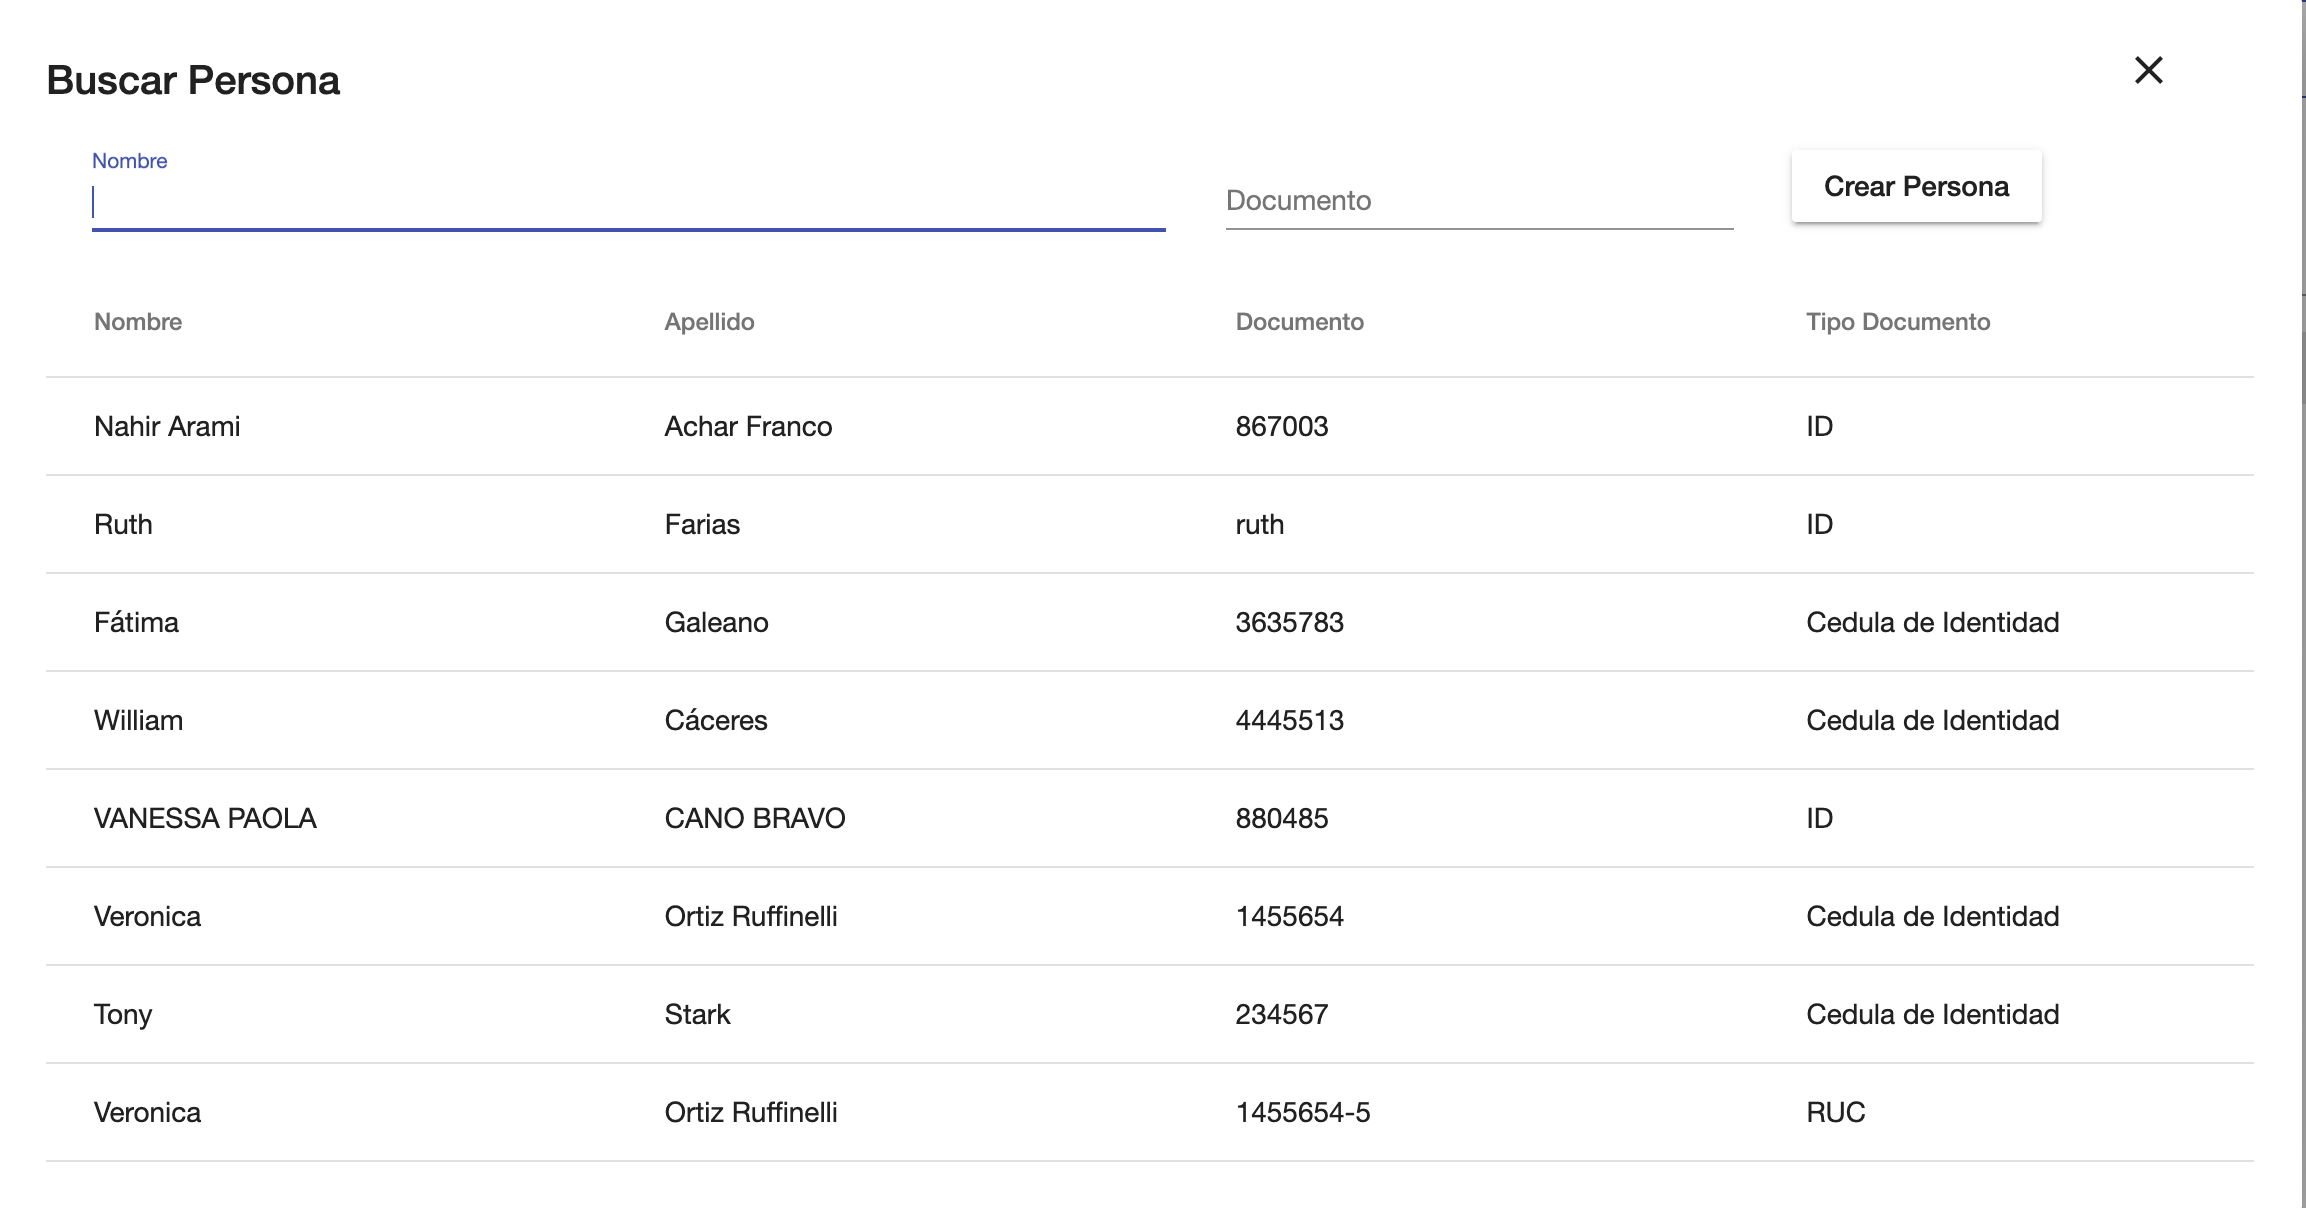 Buscar Persona
Nombre
Documento
Crear Persona
Nombre Apellido Documento Tipo Documento
Nahir Arami Achar Franco 867003 ID
Ruth Farias ruth ID
Fátima Galeano 3635783 Cedula de Identidad
William Cáceres 4445513 Cedula de Identidad
VANESSA PAOLA CANO BRAVO 880485 ID
Veronica Ortiz Ruffinelli 1455654 Cedula de Identidad
Tony Stark 234567 Cedula de Identidad
Veronica Ortiz Ruffinelli 1455654-5 RUC